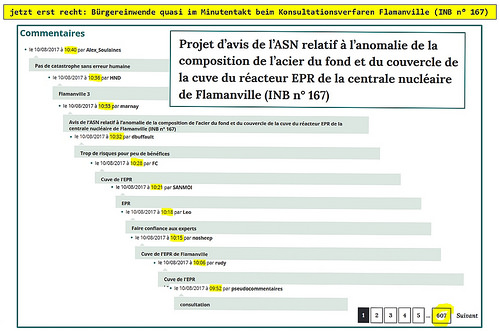 jetzt erst recht: Bürgereinwende quasi im Minutentakt beim Konsultationsverfaren Flamanville (INB nº 167)
Commentaires
Projet d’avis de l’ASN relatif à l’anomalie de la
composition de l’acier du fond et du couvercle de
la cuve du réacteur EPR de la centrale nucléaire
de Flamanville (INB n° 167)
• le 10/08/2017 à 10:40 par Alex_Soulaines
Pas de catastrophe sans erreur humaine
• le 10/08/2017 à 10:36 par HND
Flamanville 3
• le 10/08/2017 à 10:33 par marnay
Avis de l'ASN relatif à l'anomalie de composition de l'acier du fond et du couvercle de la cuve du réacteur EPR de la
centrale nucléaire de Flamanville (INB n° 167)
• le 10/08/2017 à 10:32 par dbuffault
Trop de risques pour peu de bénéfices
• le 10/08/2017 à 10:28 par FC
Cuve de l'EPR
• le 10/08/2017 à 10:21 par SANMOI
EPR
• le 10/08/2017 à 10:18 par Leo
Faire confiance aux experts
• le 10/08/2017 à 10:15 par nosheep
Cuve de l'EPR de Flamanville
• le 10/08/2017 à 10:06 par rudy
Cuve de l'EPR
• le 10/08/2017 à 09:52 par pseudocommentaires
consultation
1 2 3 4 5 ... 607 Suivant